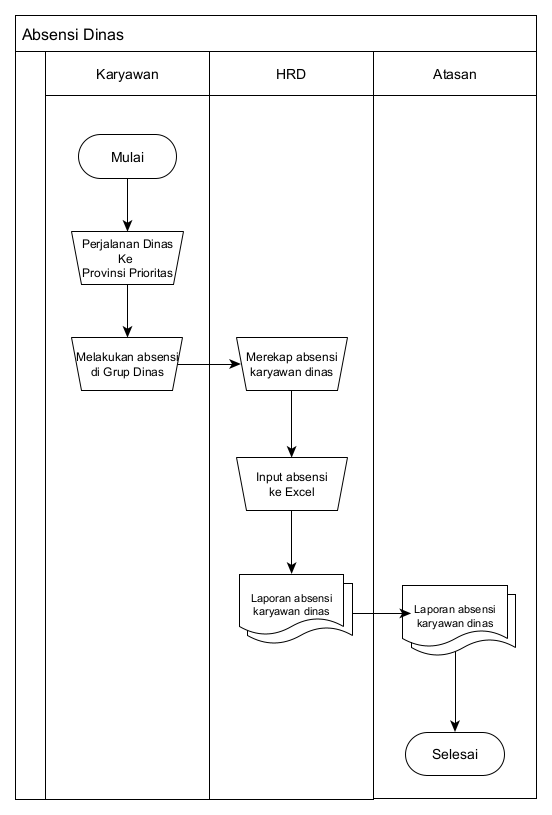 Absensi Dinas
Karyawan
HRD
Atasan
Mulai
Perjalanan Dinas
Ke
Provinsi Prioritas
Melakukan absensi
di Grup Dinas
Merekap absensi
karyawan dinas
Input absensi
ke Excel
Laporan absensi
karyawan dinas
Laporan absensi
karyawan dinas
Selesai